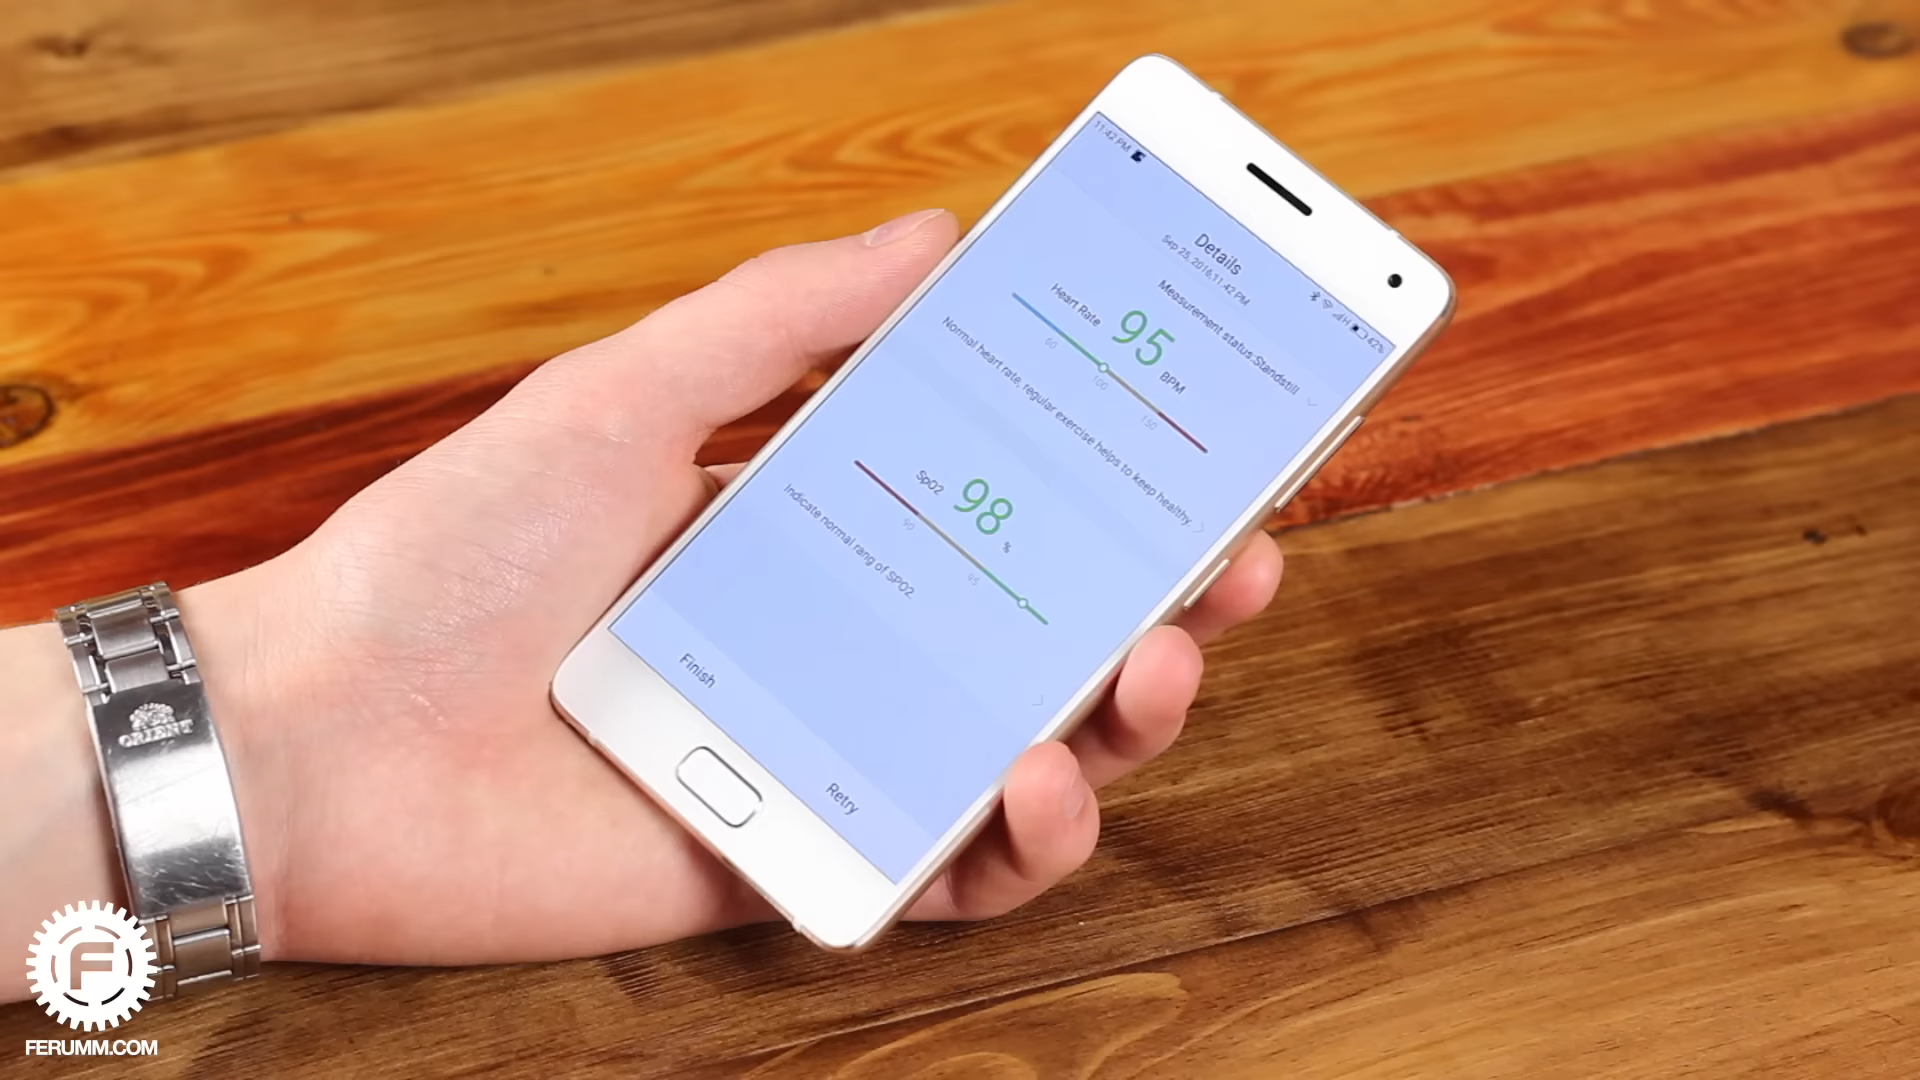 11:42 PM
42%
Details
Sep 25, 2016, 11:42 PM
Measurement status:Standstill
Heart Rate 95 BPM
60 100 150
Normal heart rate, regular exercise helps to keep healthy
SpO2 98 %
90 95
Indicate normal rang of SPO2
Finish
Retry
ORIENT
F
FERUMM.COM